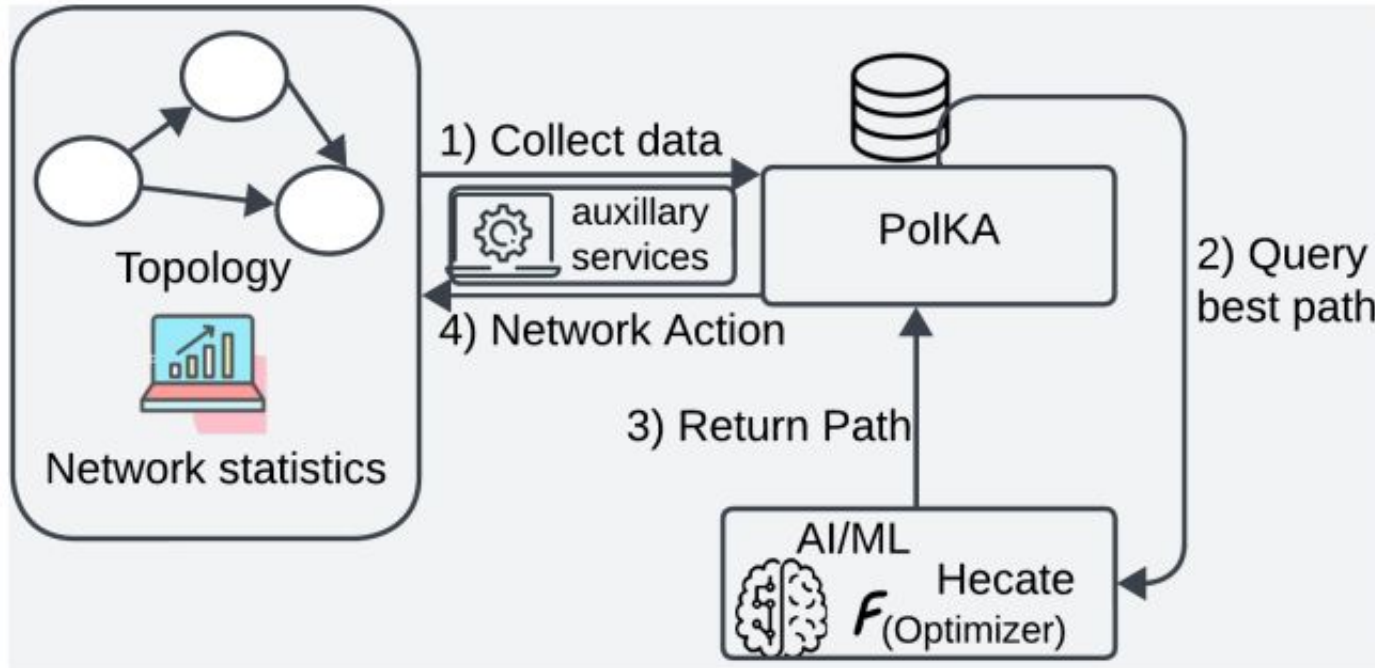 1) Collect data
auxillary
services
PolKA
Topology
2) Query
best path
4) Network Action
3) Return Path
Network statistics
AI/ML
Hecate
F(Optimizer)